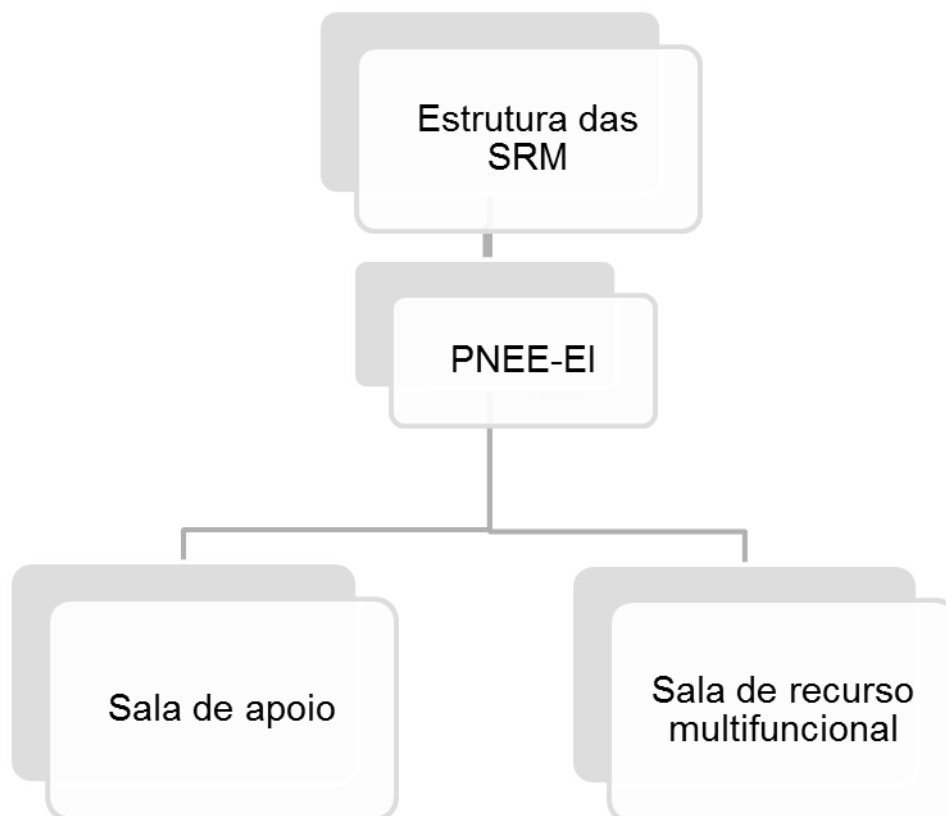 Estrutura das
SRM
PNEE-EI
Sala de apoio
Sala de recurso
multifuncional